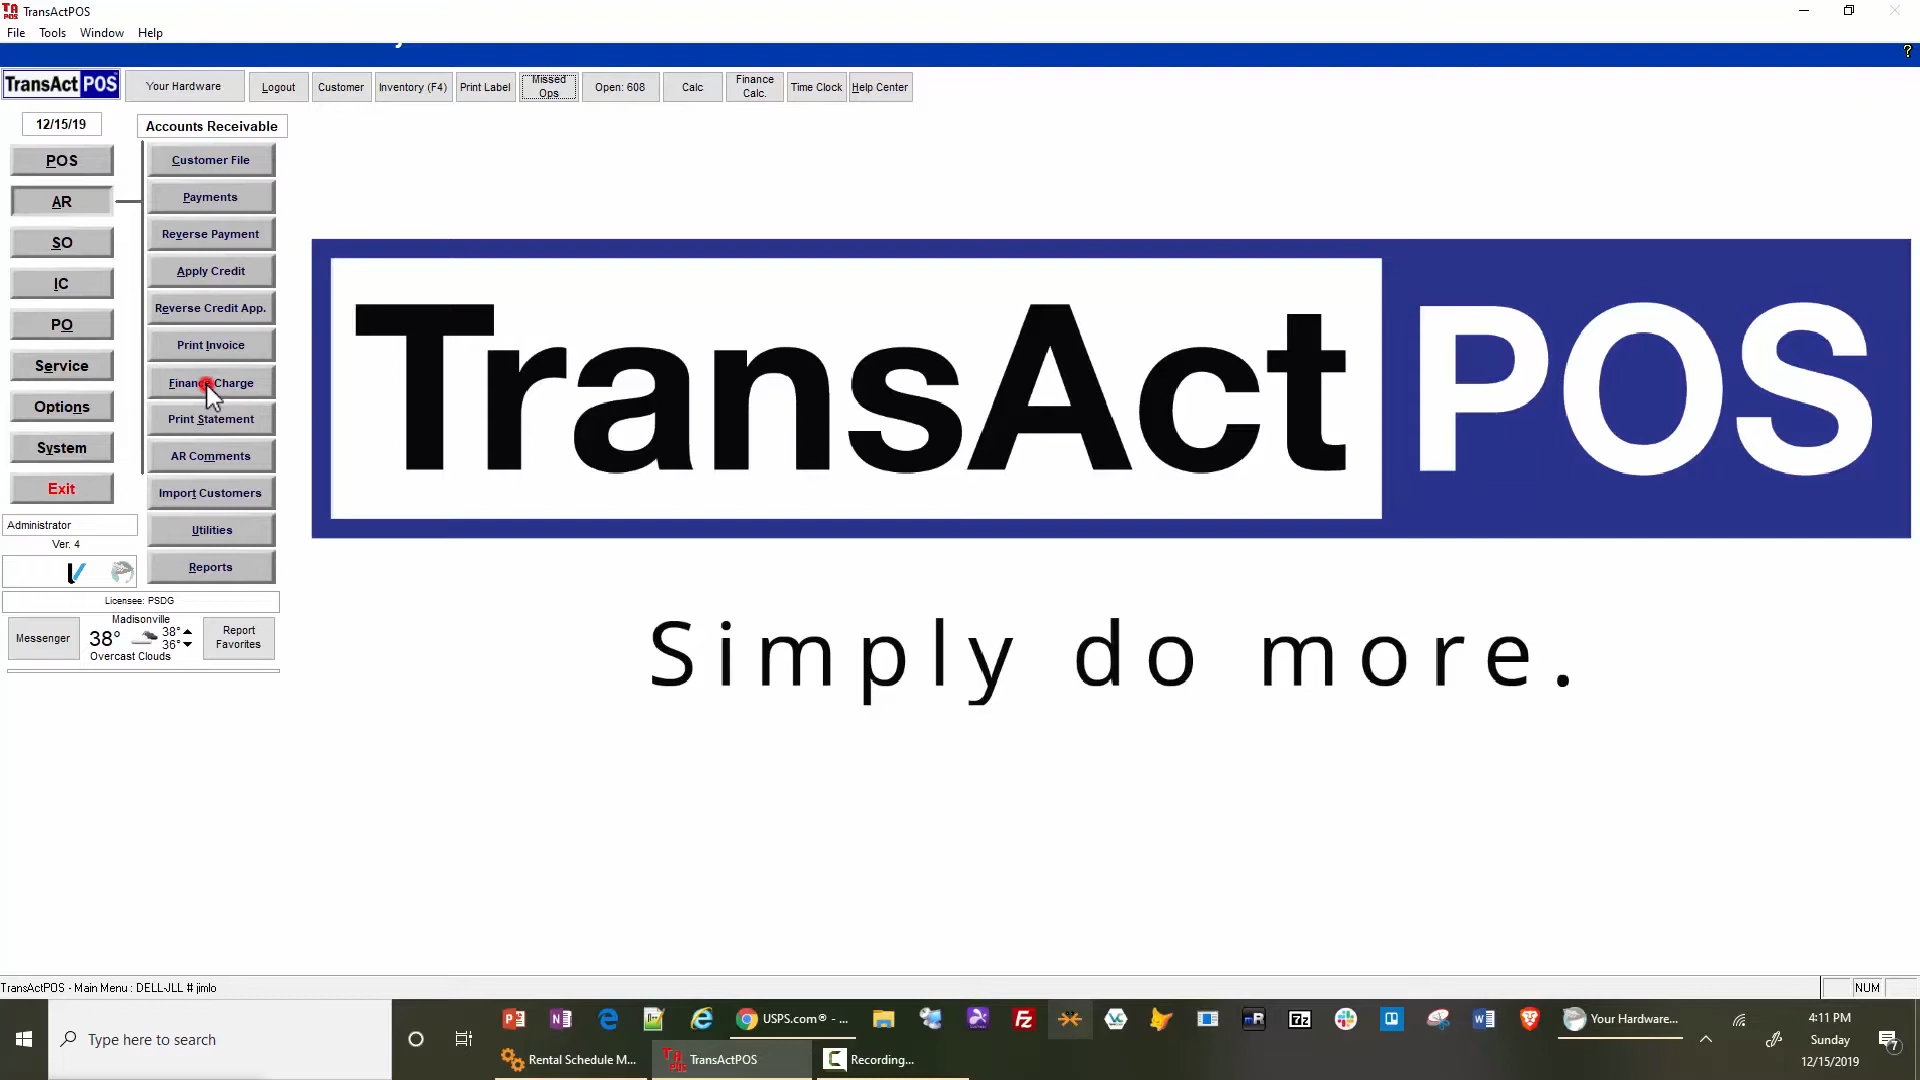 TransActPOS
File Tools Window Help
?
TransAct POS
Your Hardware
Logout
Customer
Inventory (F4)
Print Label
Missed
Ops
Open: 608
Calc
Finance
Calc.
Time Clock
Help Center
12/15/19
POS
AR
SO
IC
PO
Service
Options
System
Exit
Accounts Receivable
Customer File
Payments
Reverse Payment
Apply Credit
Reverse Credit App.
Print Invoice
Finance Charge
Print Statement
AR Comments
Import Customers
Utilities
Reports
Administrator
Ver. 4
Licensee: PSDG
Messenger
Madisonville
38° 38°
36°
Overcast Clouds
Report
Favorites
TransAct POS
Simply do more.
TransActPOS - Main Menu : DELL-JLL # jimlo
NUM
Type here to search
USPS.com® - ...
Your Hardware...
Rental Schedule M...
TransActPOS
Recording...
4:11 PM
Sunday
12/15/2019
7